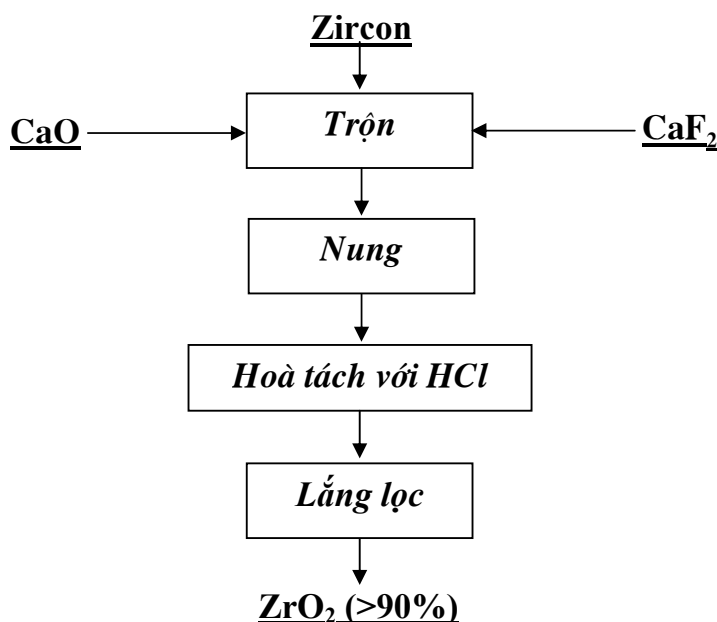 Zircon
CaO
Trộn
CaF₂
Nung
Hoà tách với HCl
Lắng lọc
ZrO₂ (>90%)